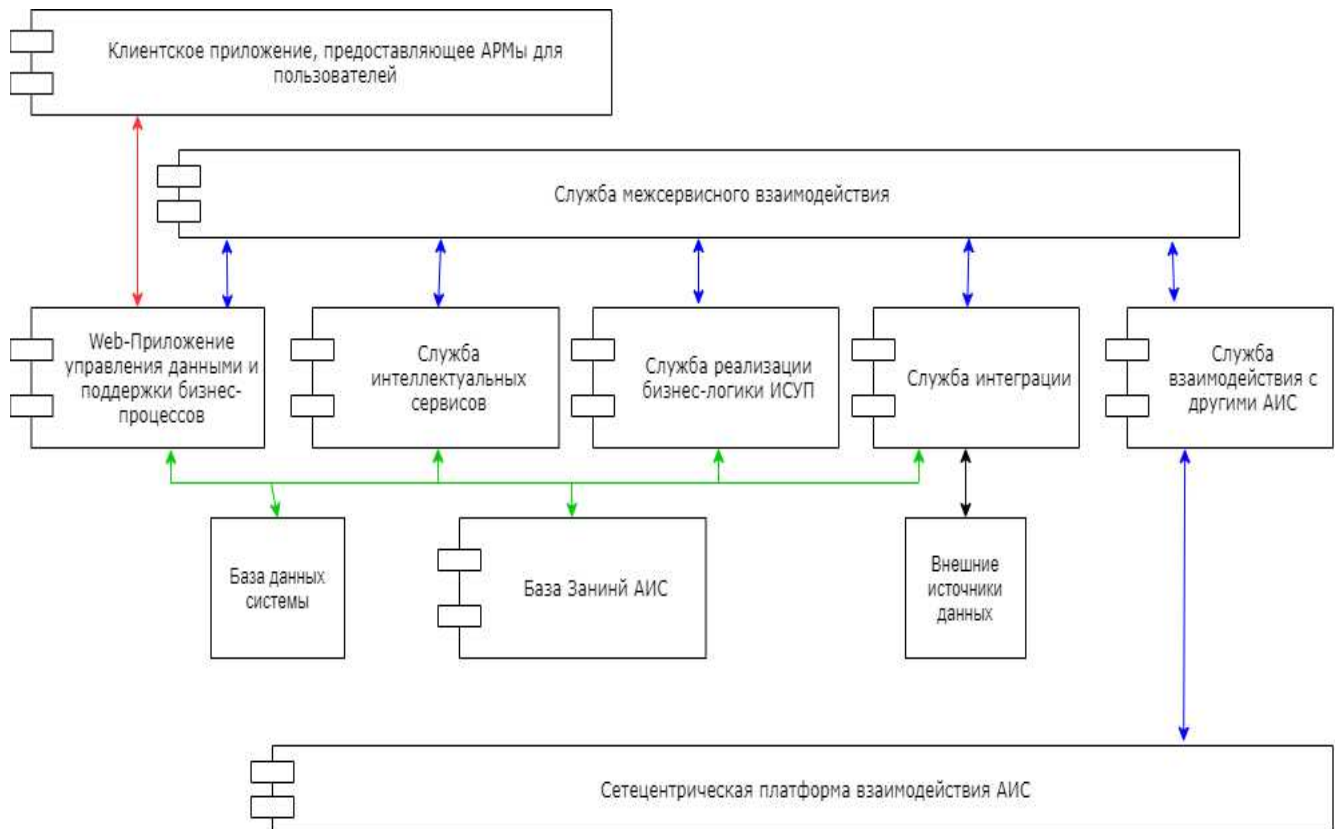 Клиентское приложение, предоставляющее АРМы для
пользователей
Служба межсервисного взаимодействия
Web-Приложение
управления данными и
поддержки бизнес-
процессов
Служба
интеллектуальных
сервисов
Служба реализации
бизнес-логики ИСУП
Служба интеграции
Служба
взаимодействия с
другими АИС
База данных
системы
База Занинй АИС
Внешние
источники
данных
Сетецентрическая платформа взаимодействия АИС